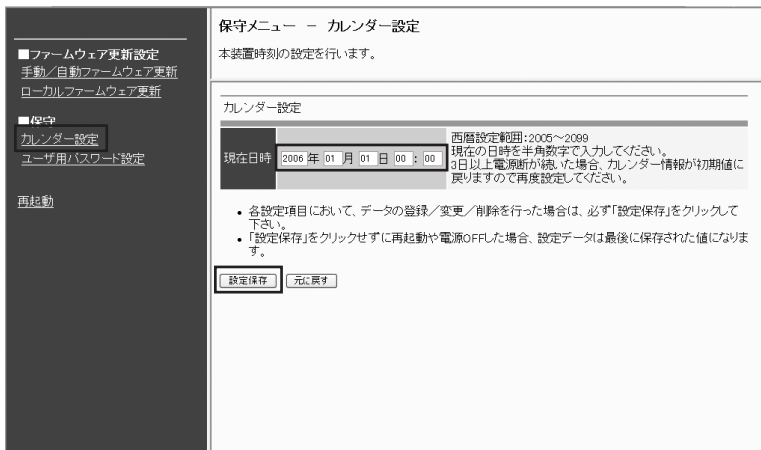 ■ファームウェア更新設定
手動／自動ファームウェア更新
ローカルファームウェア更新
■保守
カレンダー設定
ユーザ用パスワード設定
再起動
保守メニュー － カレンダー設定
本装置時刻の設定を行います。
カレンダー設定
現在日時
2006 年 01 月 01 日 00 : 00
西暦設定範囲:2005～2099
現在の日時を半角数字で入力してください。
3日以上電源断が続いた場合、カレンダー情報が初期値に
戻りますので再度設定してください。
• 各設定項目において、データの登録／変更／削除を行った場合は、必ず「設定保存」をクリックして
下さい。
• 「設定保存」をクリックせずに再起動や電源OFFした場合、設定データは最後に保存された値になりま
す。
設定保存 元に戻す